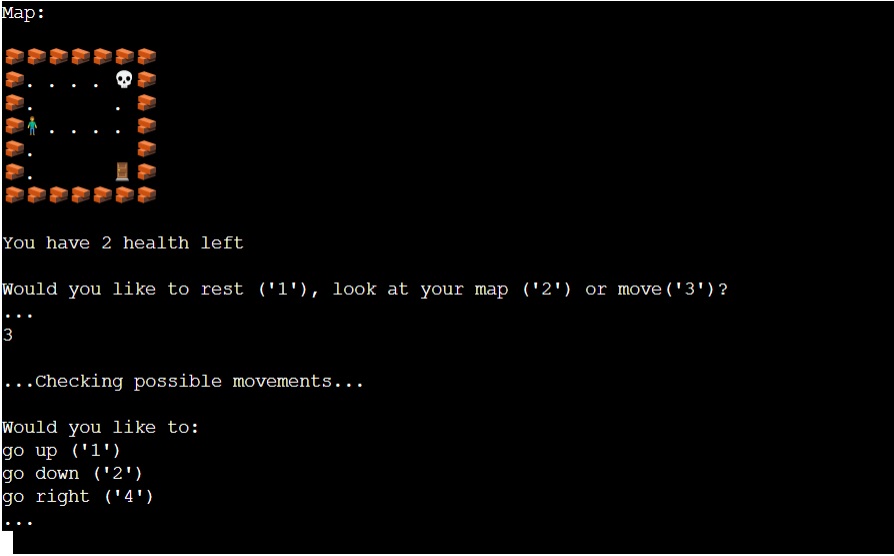 Map:
. . . .
. .
. . . .
.
.
You have 2 health left
Would you like to rest ('1'), look at your map ('2') or move('3')?
...
3
...Checking possible movements...
Would you like to:
go up ('1')
go down ('2')
go right ('4')
...